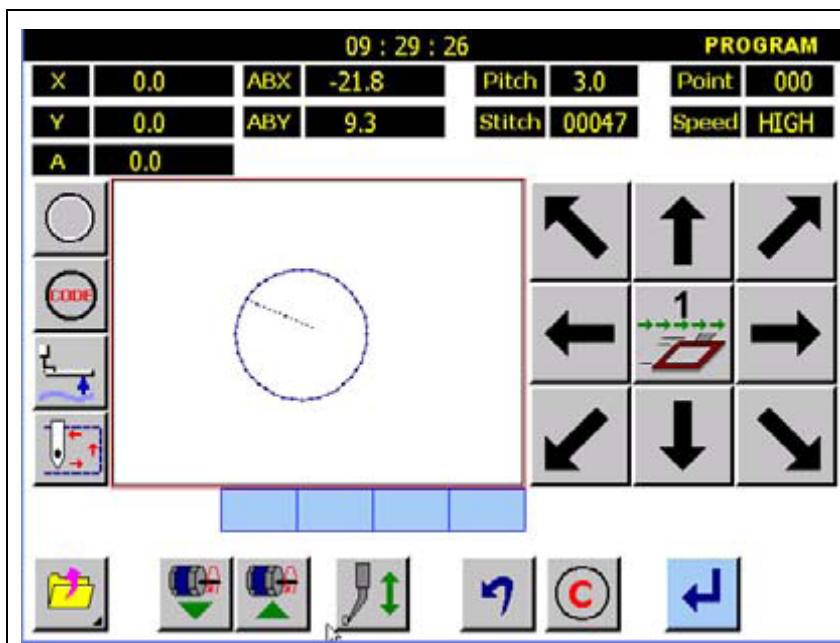 09 : 29 : 26 PROGRAM
X 0.0 ABX -21.8 Pitch 3.0 Point 000
Y 0.0 ABY 9.3 Stitch 00047 Speed HIGH
A 0.0
CODE
1
C